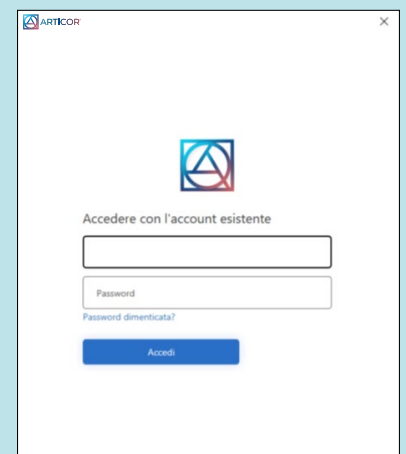 ARTICOR
Accedere con l'account esistente
Password
Password dimenticata?
Accedi